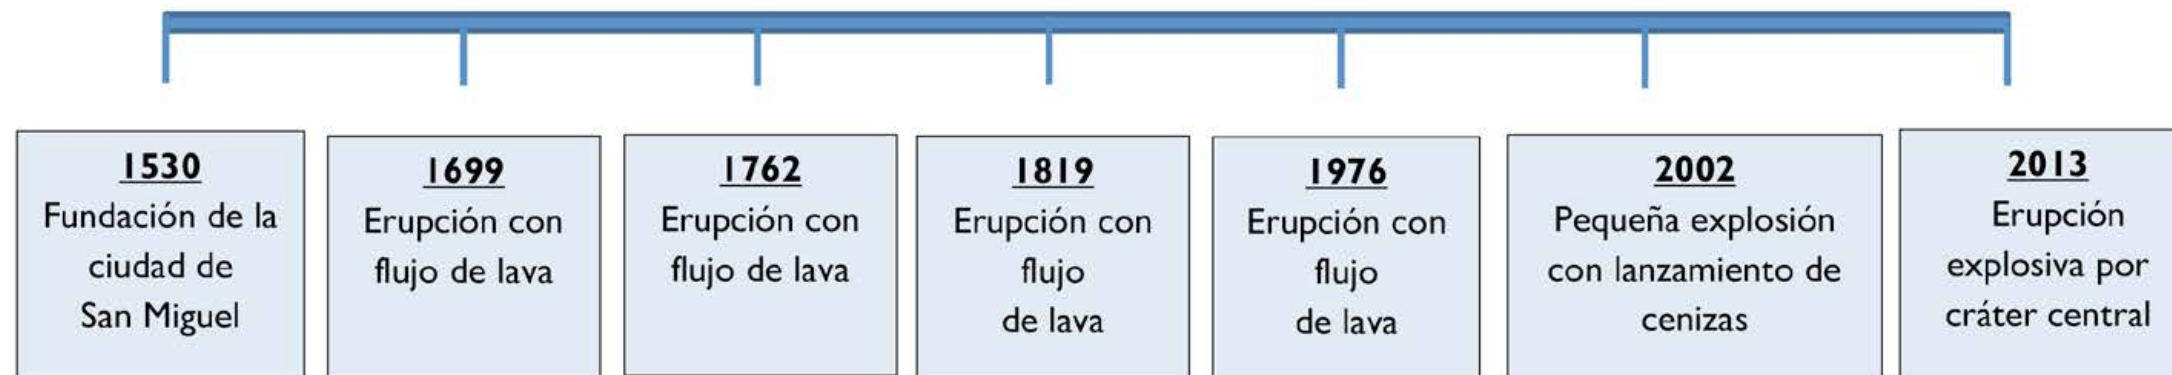 1530
Fundación de la
ciudad de
San Miguel
1699
Erupción con
flujo de lava
1762
Erupción con
flujo de lava
1819
Erupción con
flujo
de lava
1976
Erupción con
flujo
de lava
2002
Pequeña explosión
con lanzamiento de
cenizas
2013
Erupción
explosiva por
cráter central